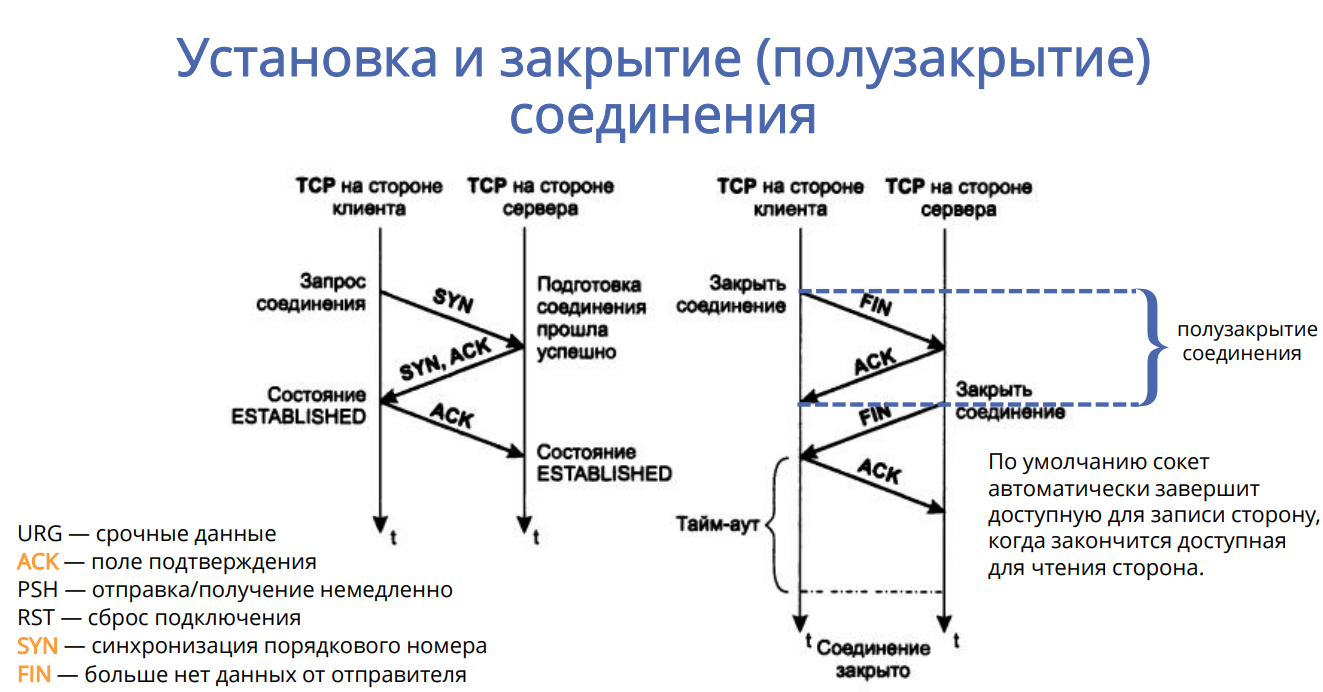 Установка и закрытие (полузакрытие)
соединения
TCP на стороне
клиента
TCP на стороне
сервера
Запрос
соединения
SYN
Подготовка
соединения
прошла
успешно
SYN, ACK
Состояние
ESTABLISHED
ACK
Состояние
ESTABLISHED
t
t
TCP на стороне
клиента
TCP на стороне
сервера
Закрыть
соединение
FIN
ACK
полузакрытие
соединения
Закрыть
соединение
FIN
ACK
Тайм-аут
t
t
Соединение
закрыто
По умолчанию сокет
автоматически завершит
доступную для записи сторону,
когда закончится доступная
для чтения сторона.
URG — срочные данные
ACK — поле подтверждения
PSH — отправка/получение немедленно
RST — сброс подключения
SYN — синхронизация порядкового номера
FIN — больше нет данных от отправителя